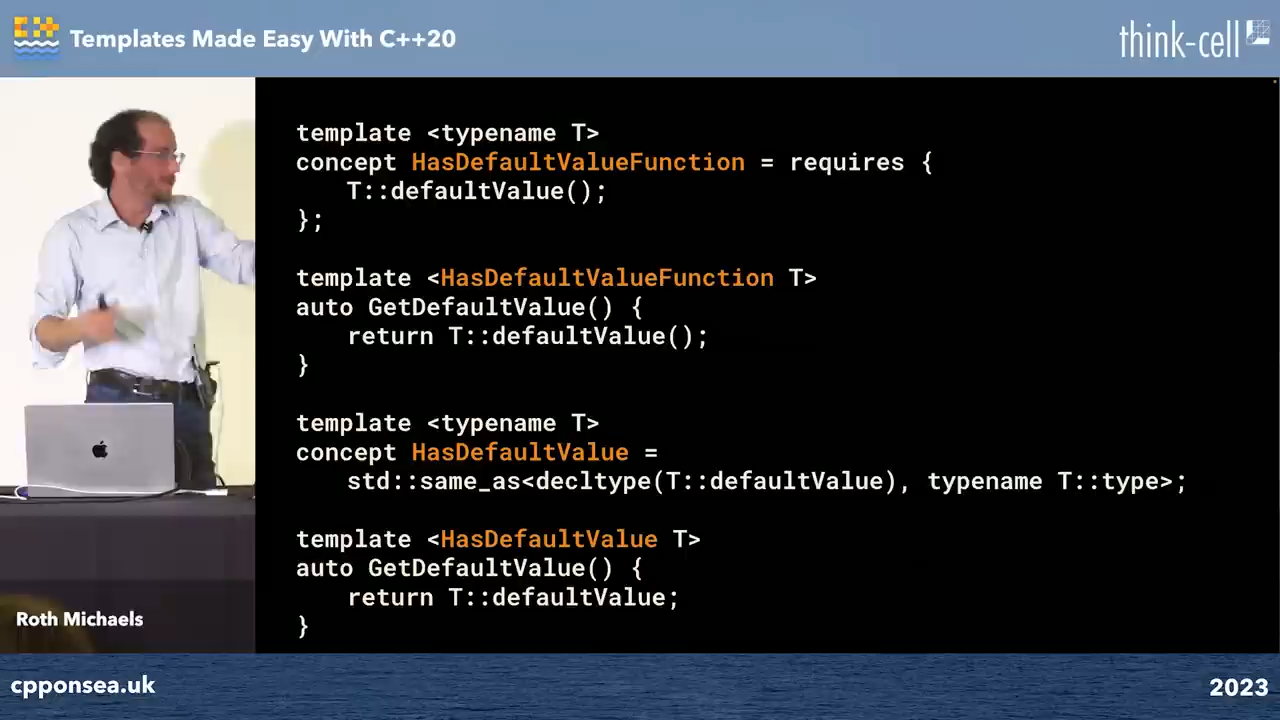 C++
Templates Made Easy With C++20
think-cell
template <typename T>
concept HasDefaultValueFunction = requires {
    T::defaultValue();
};
template <HasDefaultValueFunction T>
auto GetDefaultValue() {
    return T::defaultValue();
}
template <typename T>
concept HasDefaultValue =
    std::same_as<decltype(T::defaultValue), typename T::type>;
template <HasDefaultValue T>
auto GetDefaultValue() {
    return T::defaultValue;
}
Roth Michaels
cpponsea.uk
2023